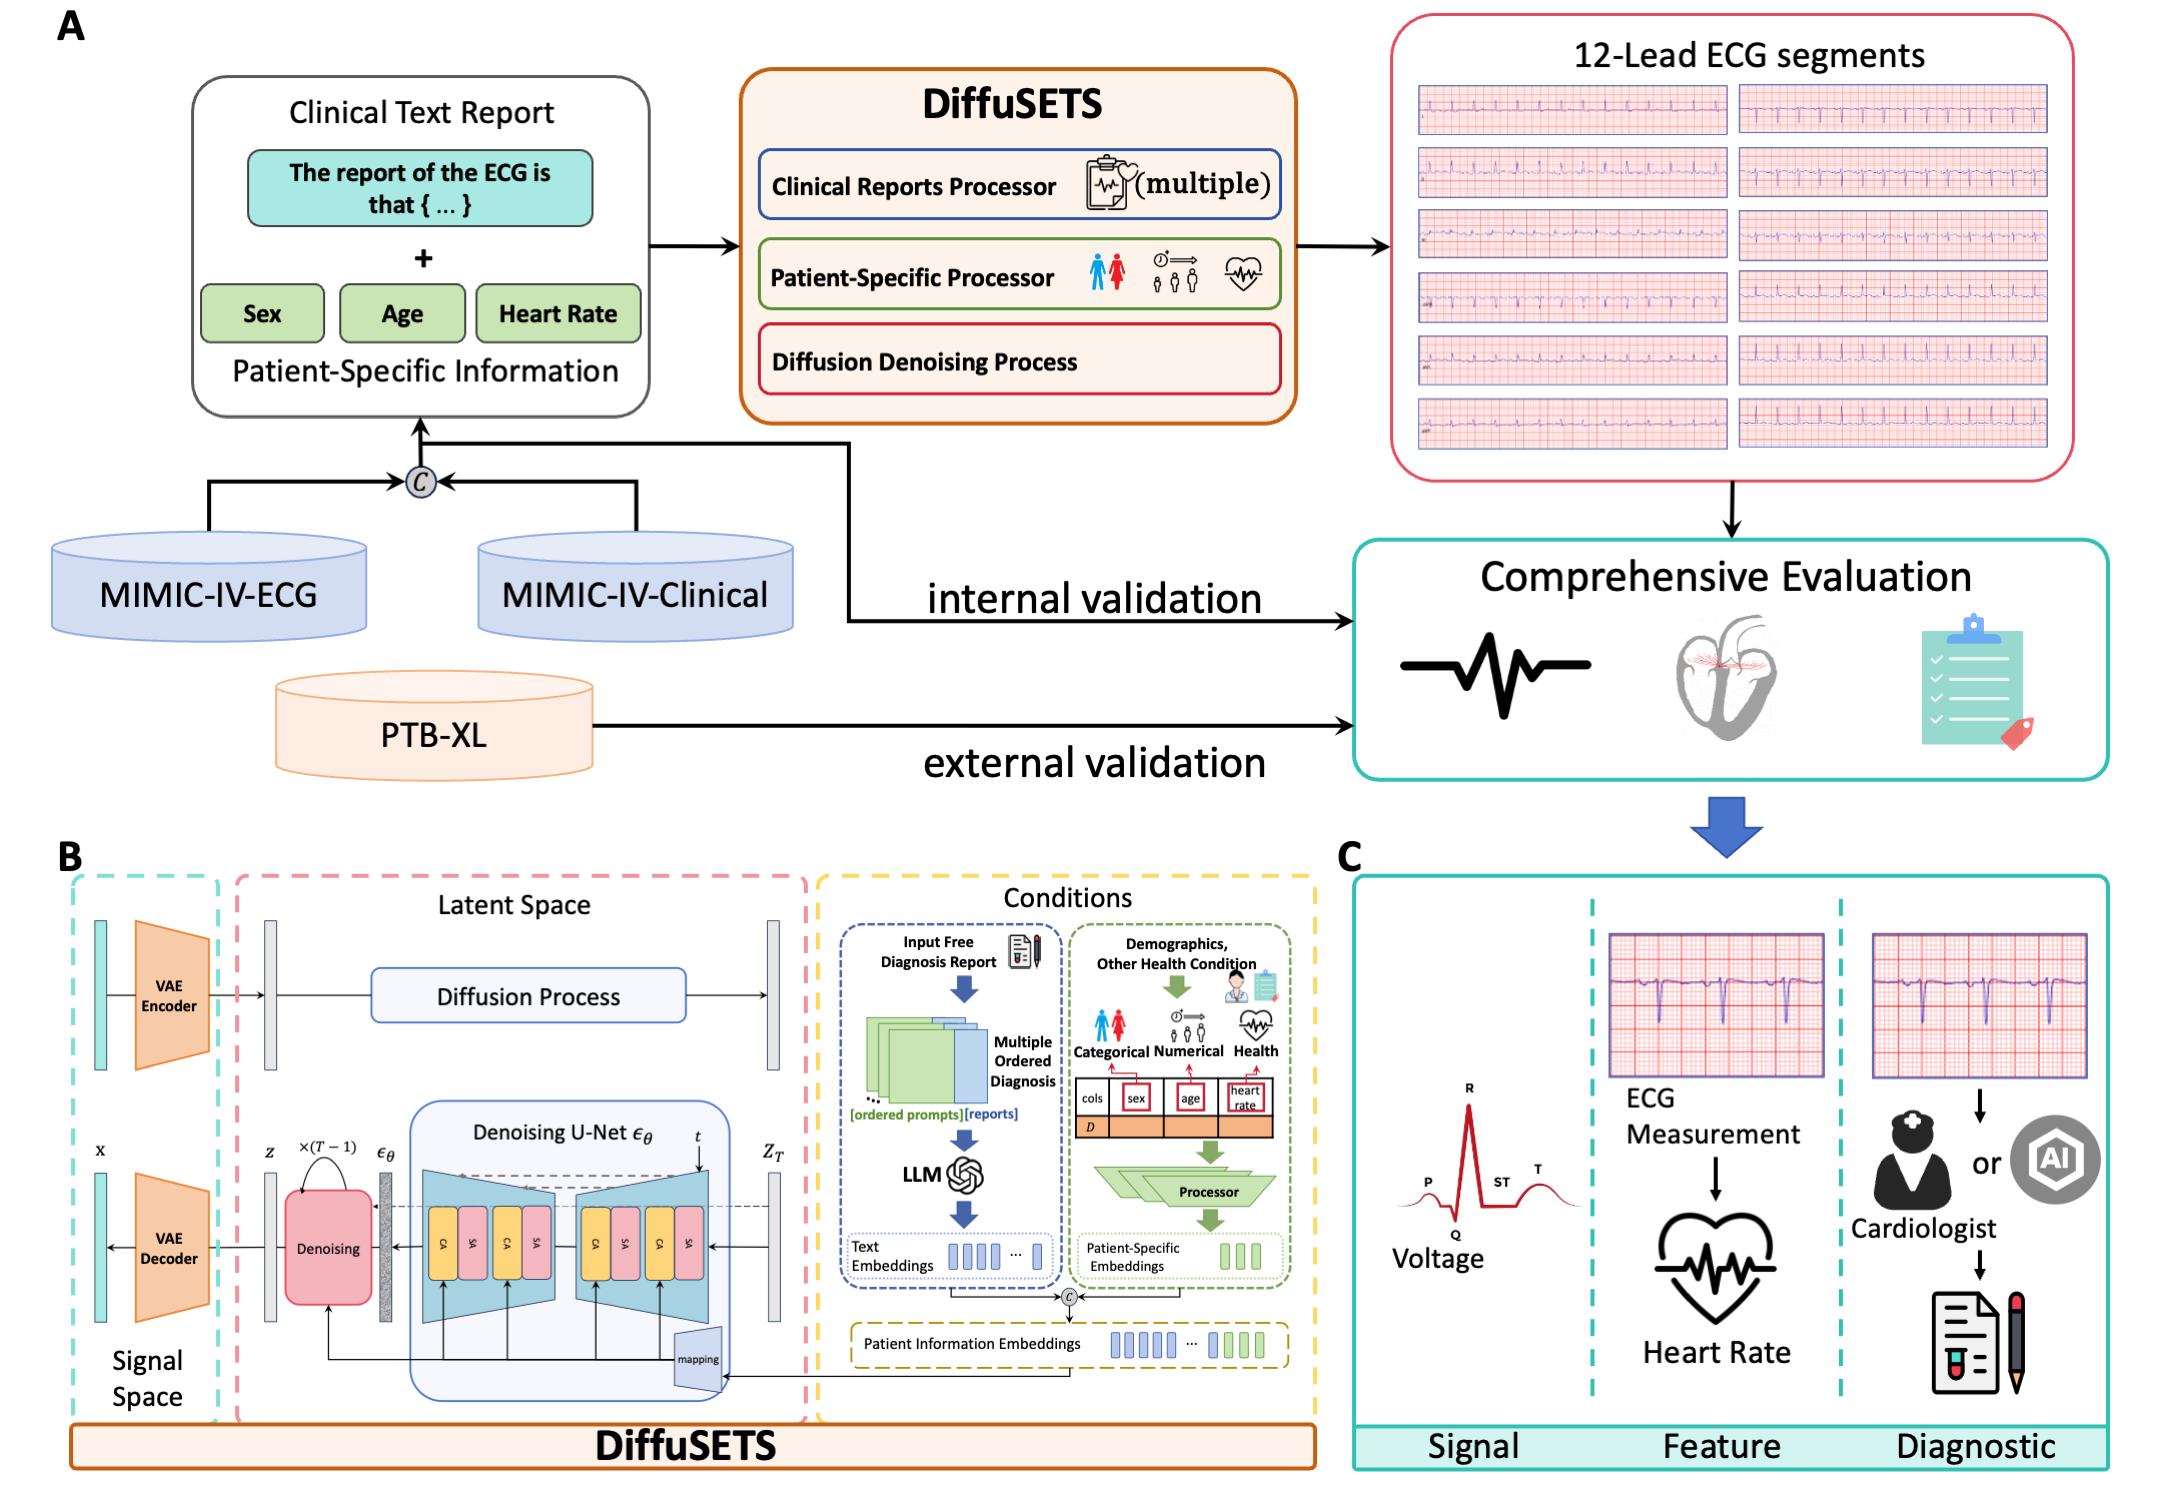 A
Clinical Text Report
The report of the ECG is
that { ... }
+
Sex
Age
Heart Rate
Patient-Specific Information
DiffuSETS
Clinical Reports Processor
(multiple)
Patient-Specific Processor
Diffusion Denoising Process
12-Lead ECG segments
C
MIMIC-IV-ECG
MIMIC-IV-Clinical
PTB-XL
internal validation
external validation
Comprehensive Evaluation
B
Latent Space
VAE
Encoder
Diffusion Process
x
z
×(T − 1)
ϵθ
Denoising U-Net ϵθ
t
ZT
VAE
Decoder
Denoising
CA
SA
CA
SA
CA
SA
CA
SA
mapping
Signal
Space
Conditions
Input Free
Diagnosis Report
Multiple
Ordered
Diagnosis
...
[ordered prompts][reports]
LLM
Text
Embeddings
...
Demographics,
Other Health Condition
Categorical Numerical Health
cols
sex
age
heart
rate
D
Processor
Patient-Specific
Embeddings
C
Patient Information Embeddings
...
DiffuSETS
C
R
P
ST
T
Q
Voltage
ECG
Measurement
Heart Rate
or
AI
Cardiologist
Signal
Feature
Diagnostic